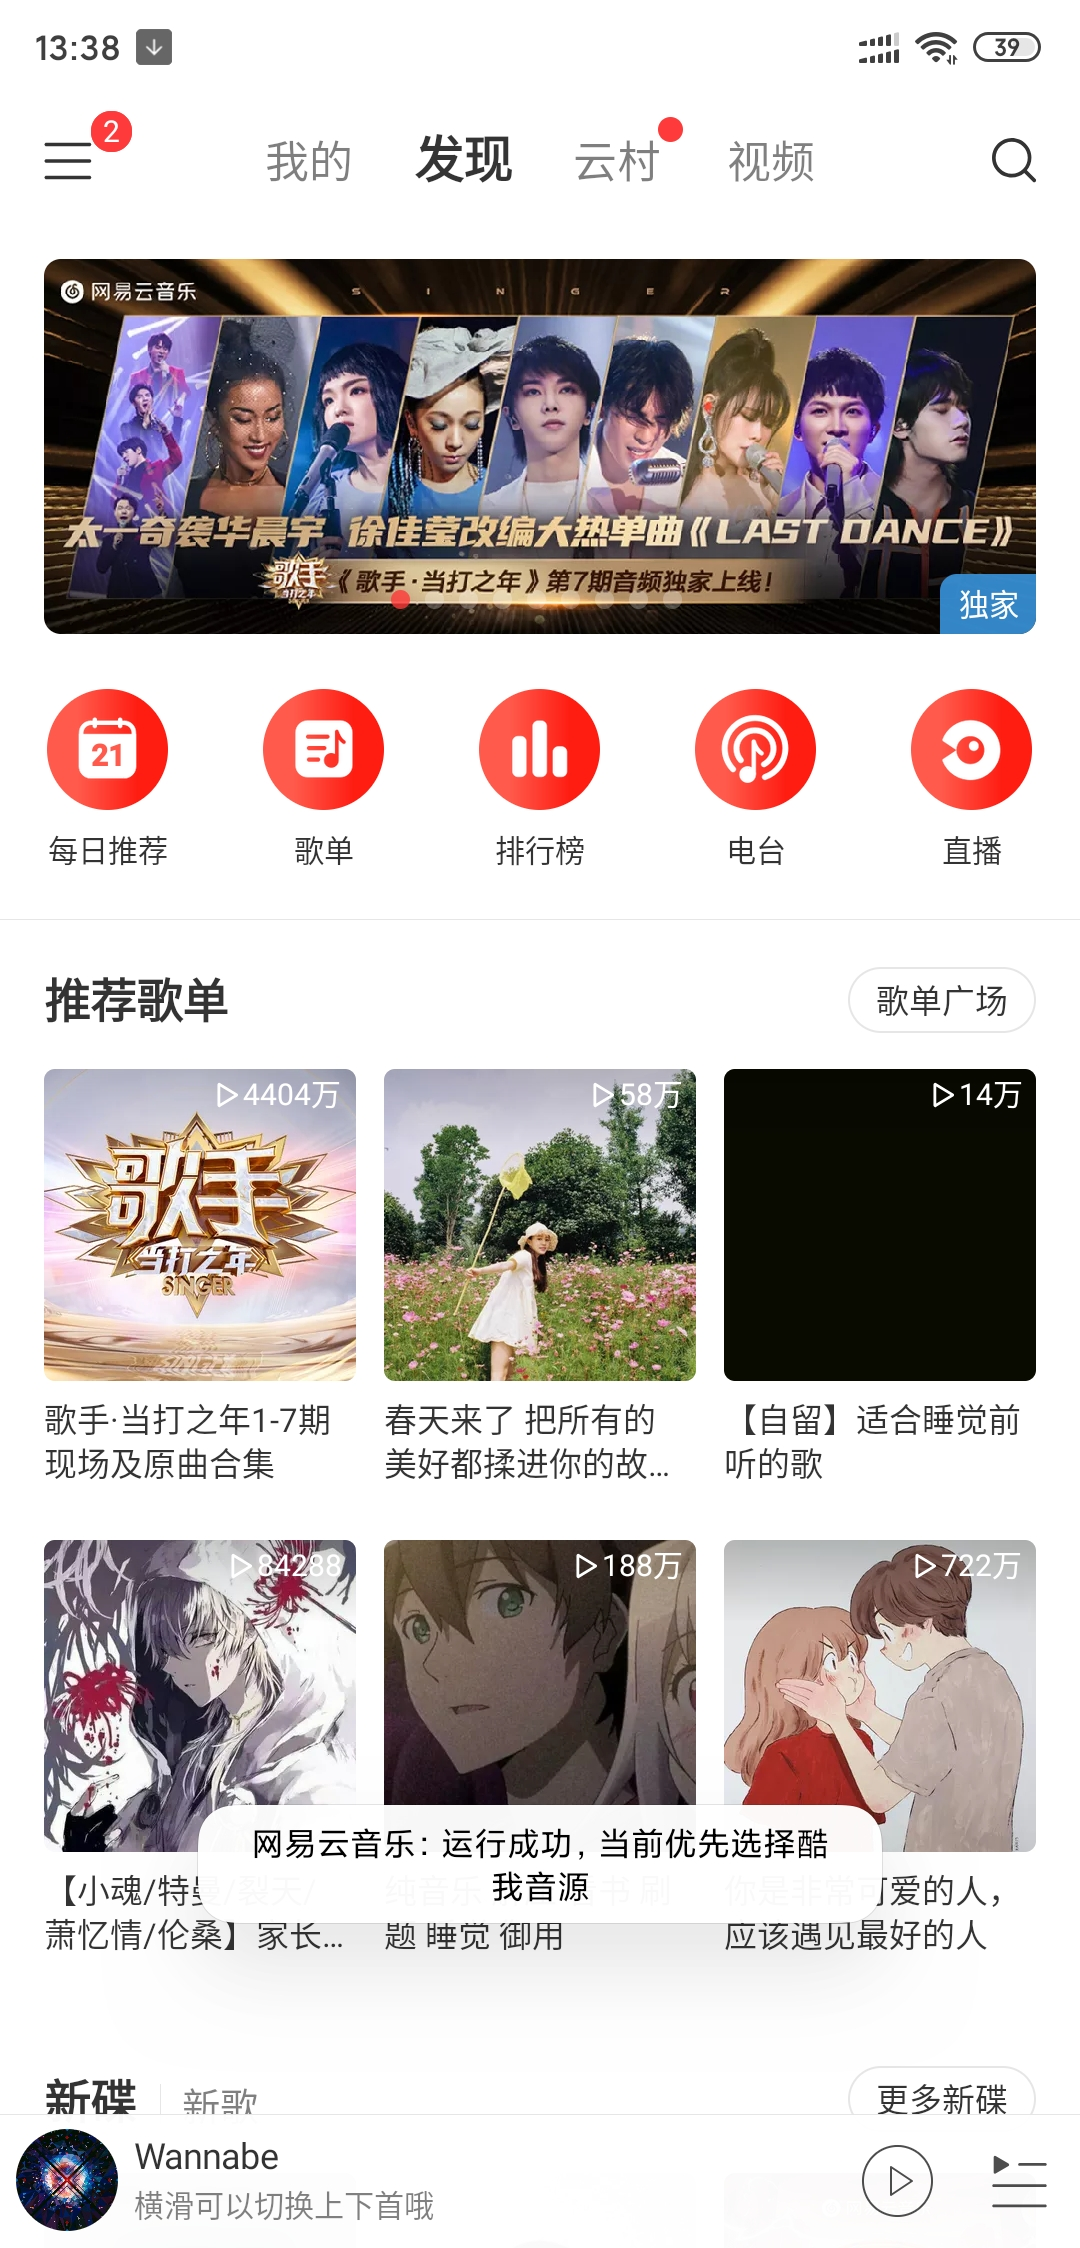 13:38
39
2
我的 发现 云村 视频
网易云音乐
SINGER
太一奇袭华晨宇 徐佳莹改编大热单曲《LAST DANCE》
歌手 当打之年 《歌手·当打之年》第7期音频独家上线!
独家
21
每日推荐 歌单 排行榜 电台 直播
推荐歌单 歌单广场
4404万 58万 14万
歌手
当打之年
SINGER
歌手·当打之年1-7期
现场及原曲合集
春天来了 把所有的
美好都揉进你的故...
【自留】适合睡觉前
听的歌
84288 188万 722万
网易云音乐: 运行成功, 当前优先选择酷
我音源
【小魂/特曼/裂天/
萧忆情/伦桑】家长...
纯音乐 书 刷
题 睡觉 御用
你是非常可爱的人，
应该遇见最好的人
新碟 新歌 更多新碟
Wannabe
横滑可以切换上下首哦